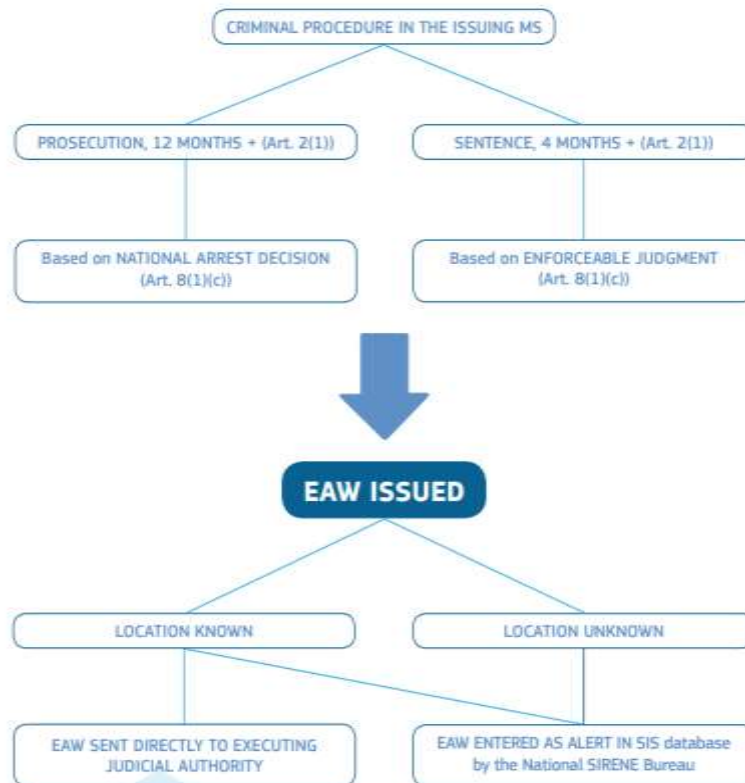 CRIMINAL PROCEDURE IN THE ISSUING MS
PROSECUTION, 12 MONTHS + (Art. 2(1))
SENTENCE, 4 MONTHS + (Art. 2(1))
Based on NATIONAL ARREST DECISION
(Art. 8(1)(c))
Based on ENFORCEABLE JUDGMENT
(Art. 8(1)(c))
EAW ISSUED
LOCATION KNOWN
LOCATION UNKNOWN
EAW SENT DIRECTLY TO EXECUTING
JUDICIAL AUTHORITY
EAW ENTERED AS ALERT IN SIS database
by the National SIRENE Bureau